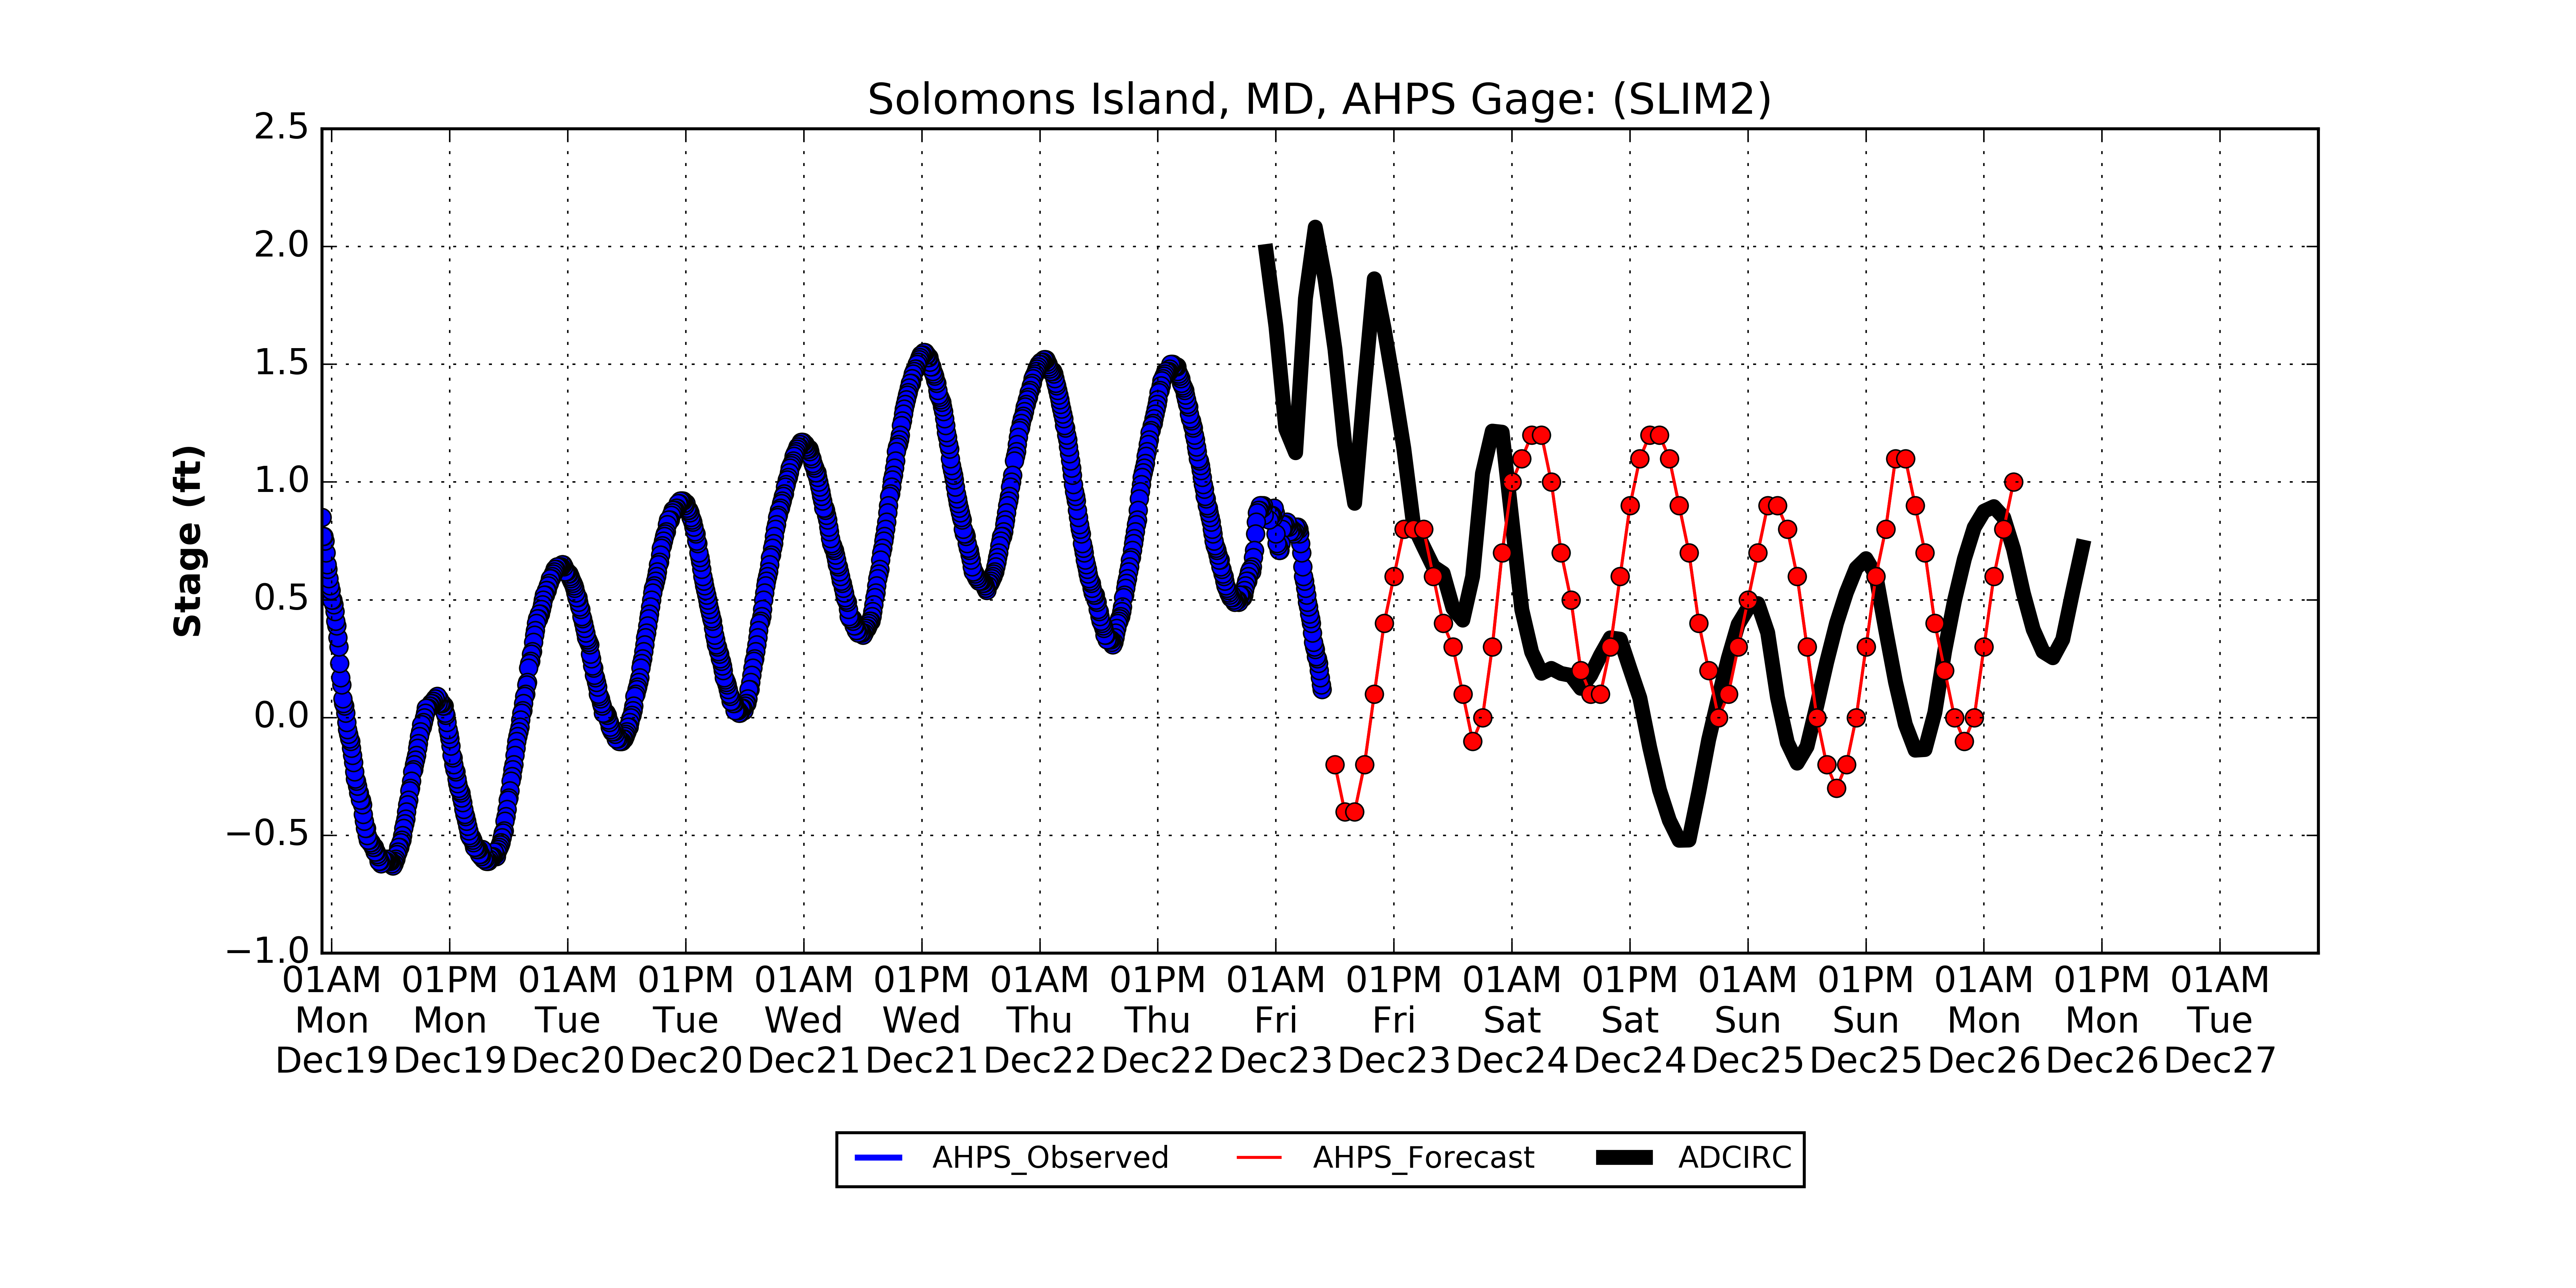 Solomons Island, MD, AHPS Gage: (SLIM2)
Stage (ft)
2.5
2.0
1.5
1.0
0.5
0.0
−0.5
−1.0
01AM 01PM 01AM 01PM 01AM 01PM 01AM 01PM 01AM 01PM 01AM 01PM 01AM 01PM 01AM 01PM 01AM
Mon Mon Tue Tue Wed Wed Thu Thu Fri Fri Sat Sat Sun Sun Mon Mon Tue
Dec19 Dec19 Dec20 Dec20 Dec21 Dec21 Dec22 Dec22 Dec23 Dec23 Dec24 Dec24 Dec25 Dec25 Dec26 Dec26 Dec27
AHPS_Observed AHPS_Forecast ADCIRC